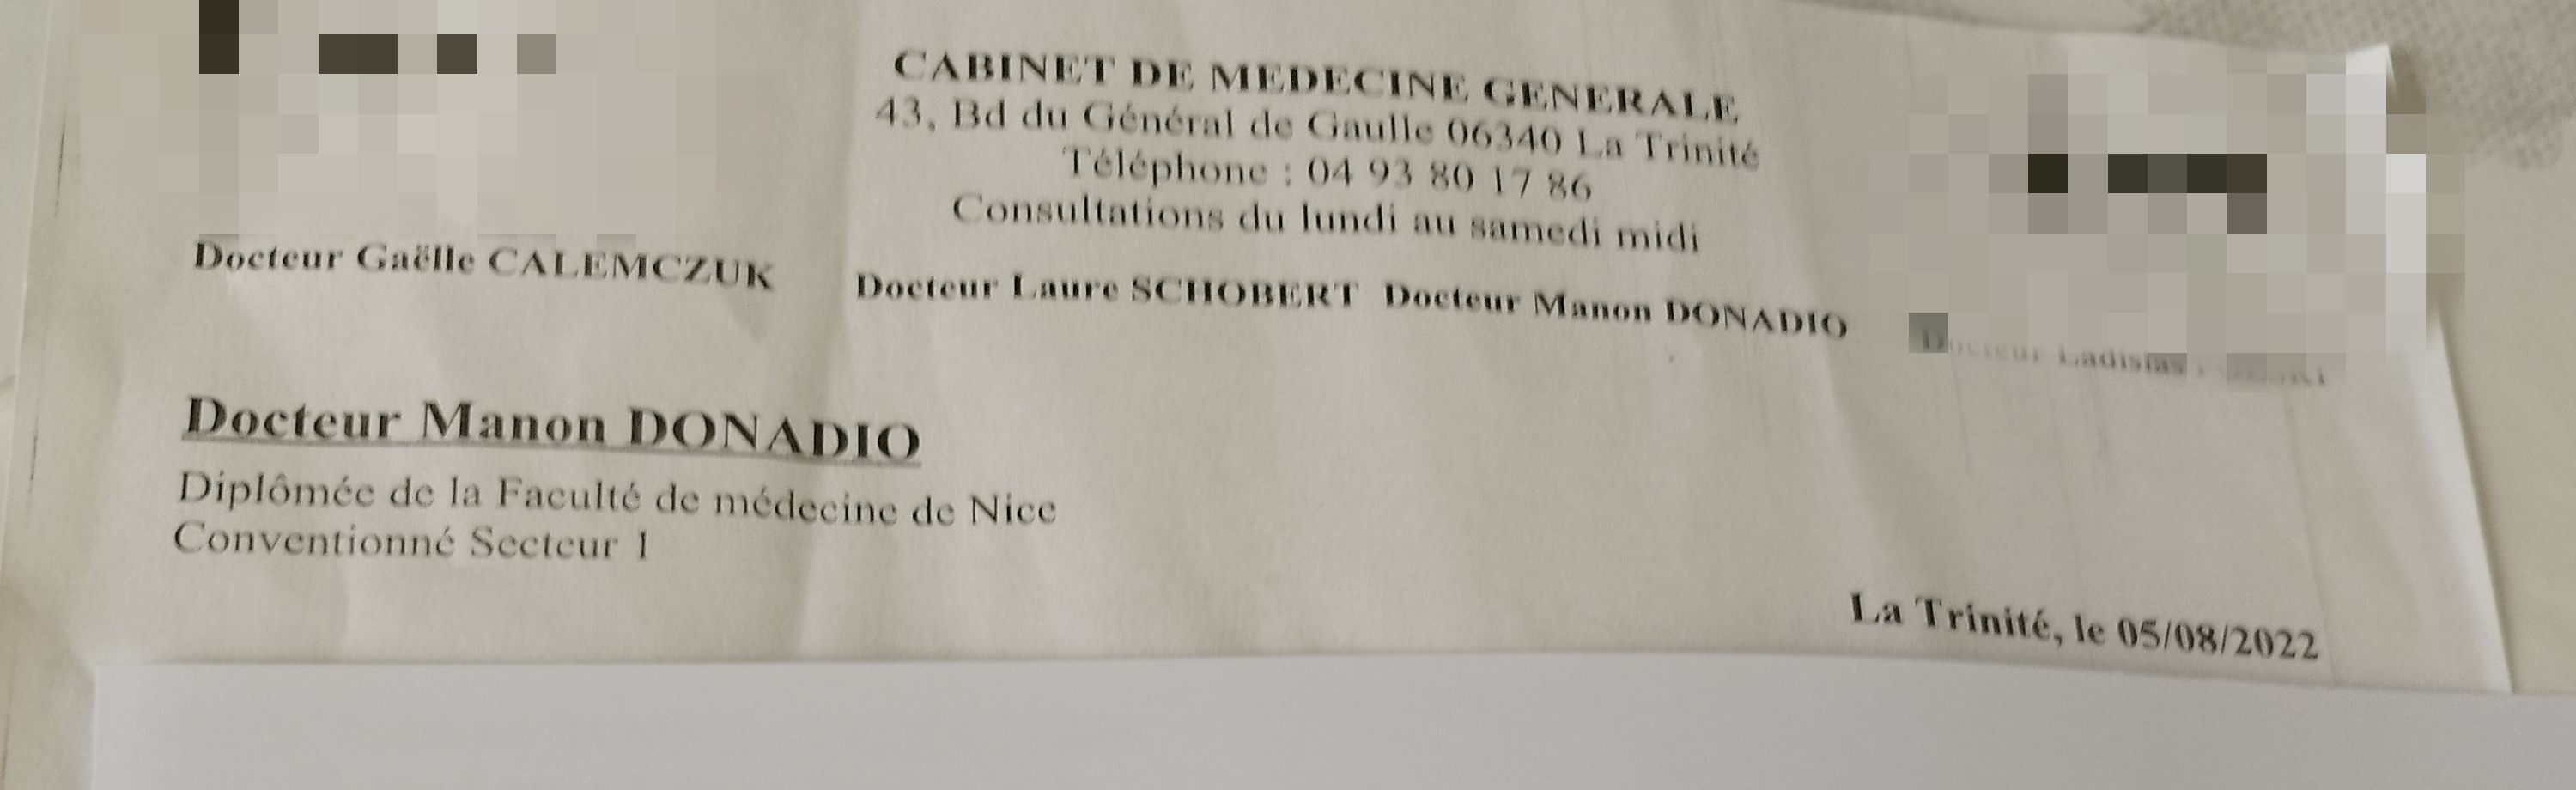 CABINET DE MEDECINE GENERALE
43, Bd du Général de Gaulle 06340 La Trinité
Téléphone : 04 93 80 17 86
Consultations du lundi au samedi midi
Docteur Gaëlle CALEMCZUK Docteur Laure SCHOBERT Docteur Manon DONADIO Docteur Ladislas
Docteur Manon DONADIO
Diplômée de la Faculté de médecine de Nice
Conventionné Secteur 1
La Trinité, le 05/08/2022